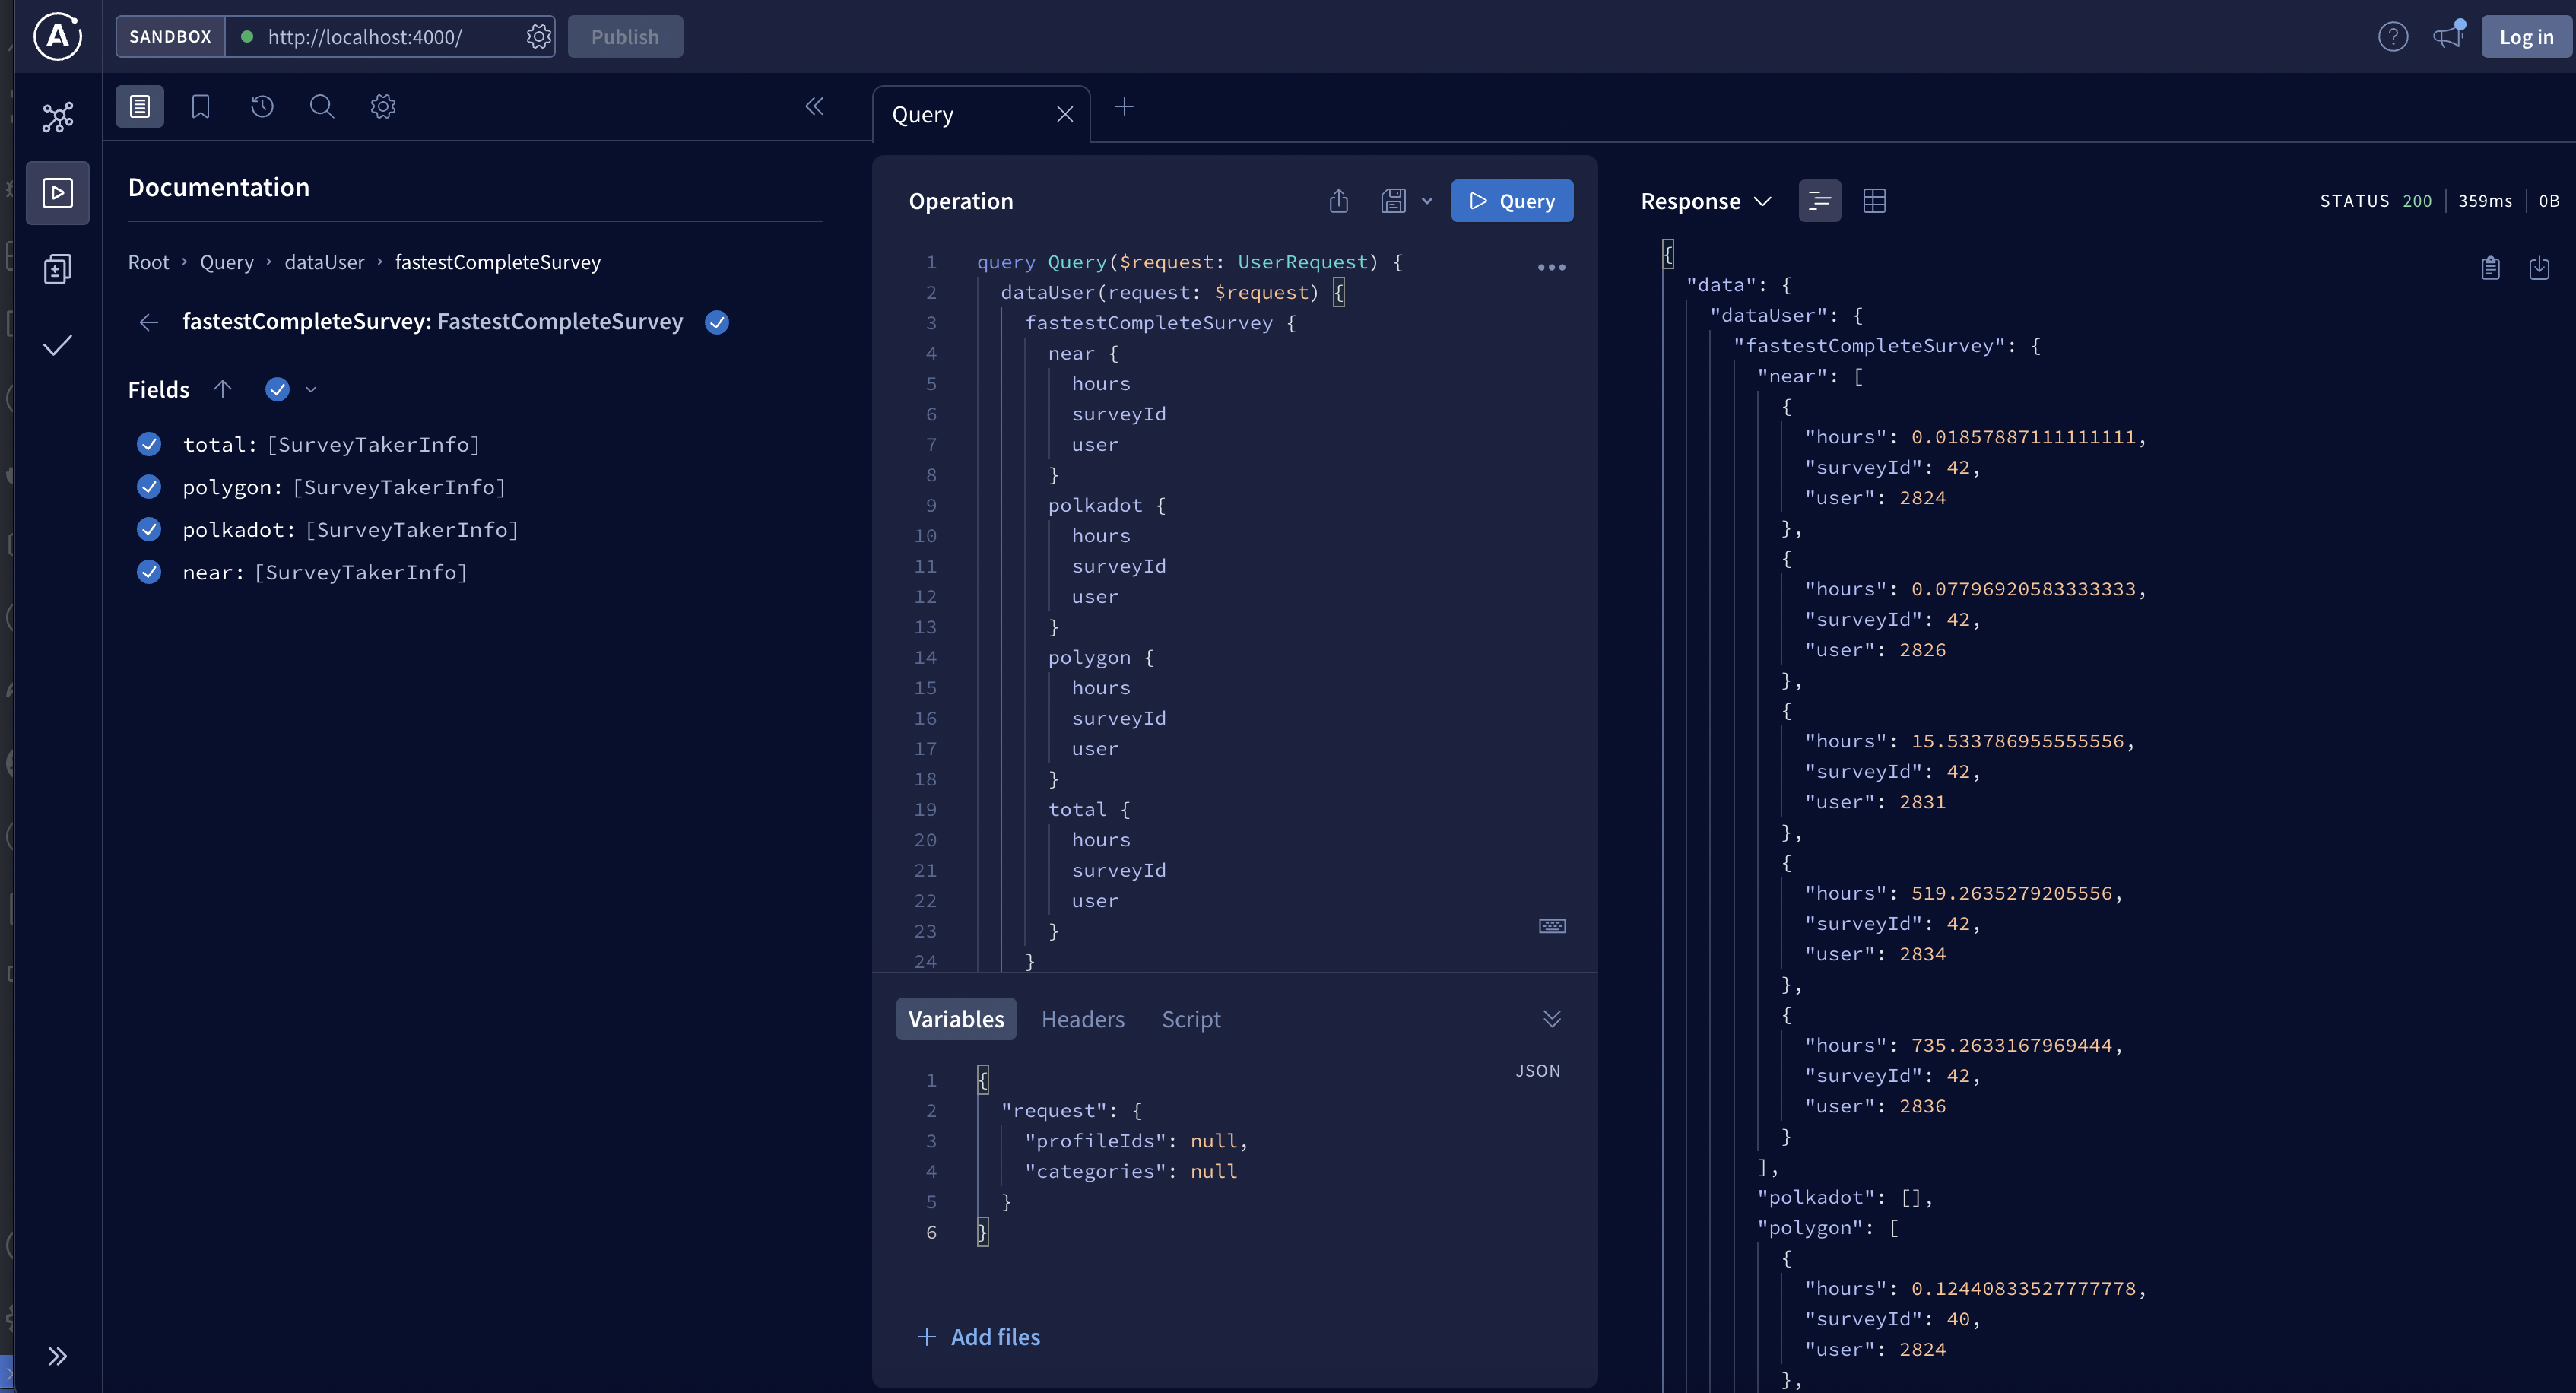 A
SANDBOX http://localhost:4000/ Publish
? Log in
Documentation
Root › Query › dataUser › fastestCompleteSurvey
fastestCompleteSurvey: FastestCompleteSurvey
Fields
total: [SurveyTakerInfo]
polygon: [SurveyTakerInfo]
polkadot: [SurveyTakerInfo]
near: [SurveyTakerInfo]
Query
Operation
Query
1 query Query($request: UserRequest) {
2 dataUser(request: $request) {
3 fastestCompleteSurvey {
4 near {
5 hours
6 surveyId
7 user
8 }
9 polkadot {
10 hours
11 surveyId
12 user
13 }
14 polygon {
15 hours
16 surveyId
17 user
18 }
19 total {
20 hours
21 surveyId
22 user
23 }
24 }
Variables Headers Script
JSON
1 {
2 "request": {
3 "profileIds": null,
4 "categories": null
5 }
6 }
+ Add files
Response
STATUS 200 359ms 0B
{
"data": {
"dataUser": {
"fastestCompleteSurvey": {
"near": [
{
"hours": 0.01857887111111111,
"surveyId": 42,
"user": 2824
},
{
"hours": 0.07796920583333333,
"surveyId": 42,
"user": 2826
},
{
"hours": 15.533786955555556,
"surveyId": 42,
"user": 2831
},
{
"hours": 519.2635279205556,
"surveyId": 42,
"user": 2834
},
{
"hours": 735.2633167969444,
"surveyId": 42,
"user": 2836
}
],
"polkadot": [],
"polygon": [
{
"hours": 0.12440833527777778,
"surveyId": 40,
"user": 2824
},